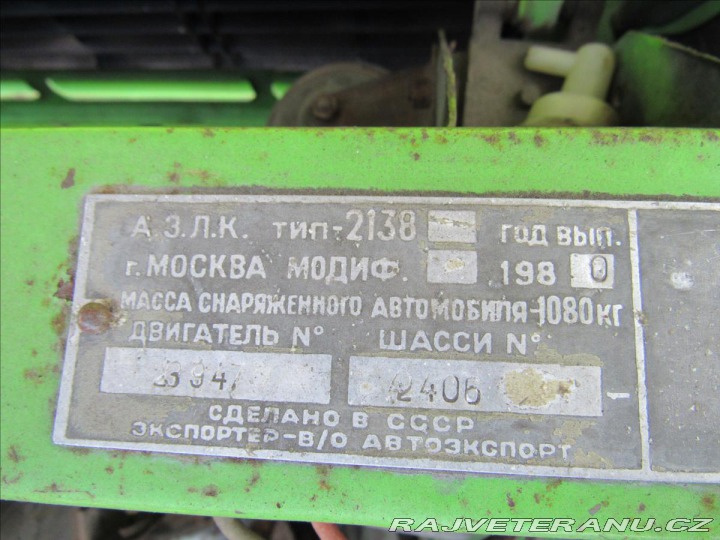 А.З.Л.К. ТИП-2138 ГОД ВЫП.
г. МОСКВА МОДИФ. 198 0
МАССА СНАРЯЖЕННОГО АВТОМОБИЛЯ-1080КГ
ДВИГАТЕЛЬ N° ШАССИ N°
СДЕЛАНО В СССР
ЭКСПОРТЕР-В/О АВТОЭКСПОРТ
RAJVETERANU.CZ